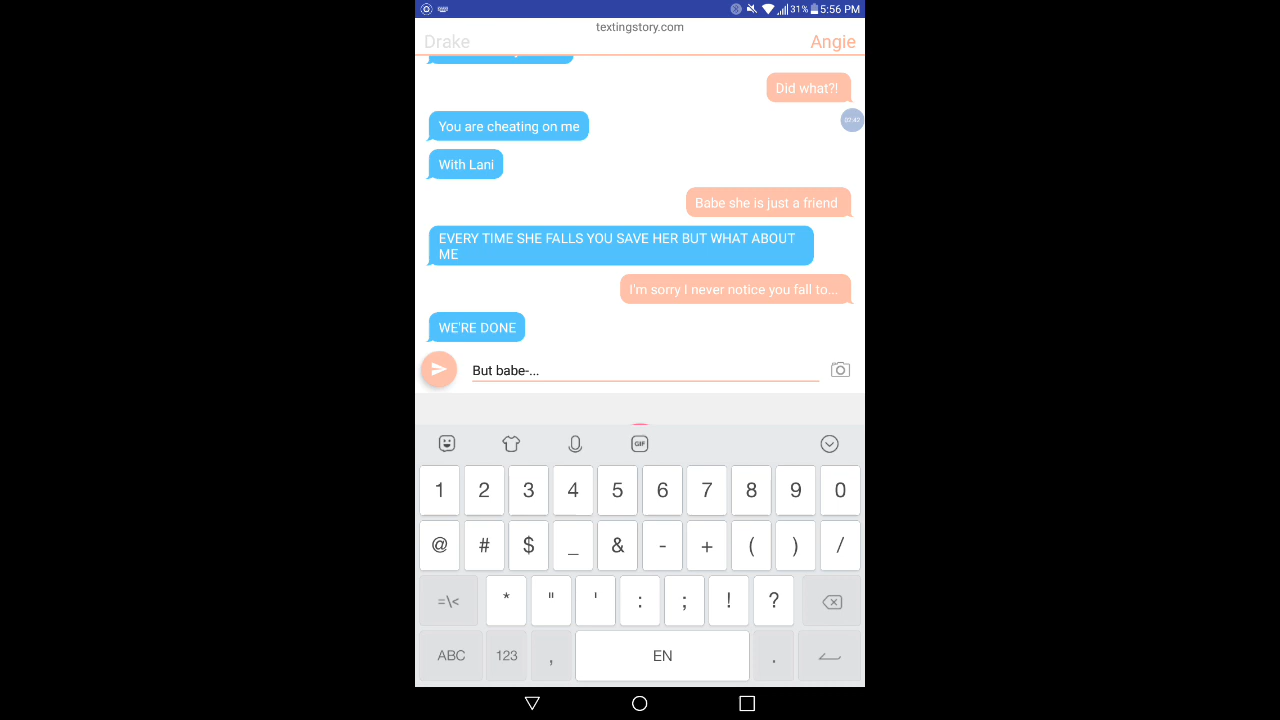 31% 5:56 PM
textingstory.com
Drake Angie
Did what?!
You are cheating on me
With Lani
Babe she is just a friend
EVERY TIME SHE FALLS YOU SAVE HER BUT WHAT ABOUT
ME
I'm sorry I never notice you fall to...
WE'RE DONE
But babe-...
GIF
1 2 3 4 5 6 7 8 9 0
@ # $ _ & - + ( ) /
=\< * " ' : ; ! ?
ABC 123 , EN .